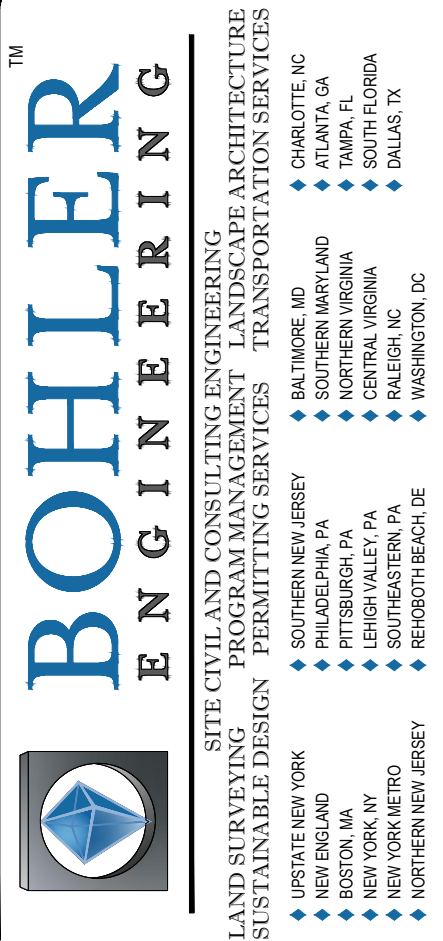 BOHLER™
ENGINEERING
SITE CIVIL AND CONSULTING ENGINEERING
LAND SURVEYING PROGRAM MANAGEMENT LANDSCAPE ARCHITECTURE
SUSTAINABLE DESIGN PERMITTING SERVICES TRANSPORTATION SERVICES
UPSTATE NEW YORK
NEW ENGLAND
BOSTON, MA
NEW YORK, NY
NEW YORK METRO
NORTHERN NEW JERSEY
SOUTHERN NEW JERSEY
PHILADELPHIA, PA
PITTSBURGH, PA
LEHIGH VALLEY, PA
SOUTHEASTERN, PA
REHOBOTH BEACH, DE
BALTIMORE, MD
SOUTHERN MARYLAND
NORTHERN VIRGINIA
CENTRAL VIRGINIA
RALEIGH, NC
WASHINGTON, DC
CHARLOTTE, NC
ATLANTA, GA
TAMPA, FL
SOUTH FLORIDA
DALLAS, TX